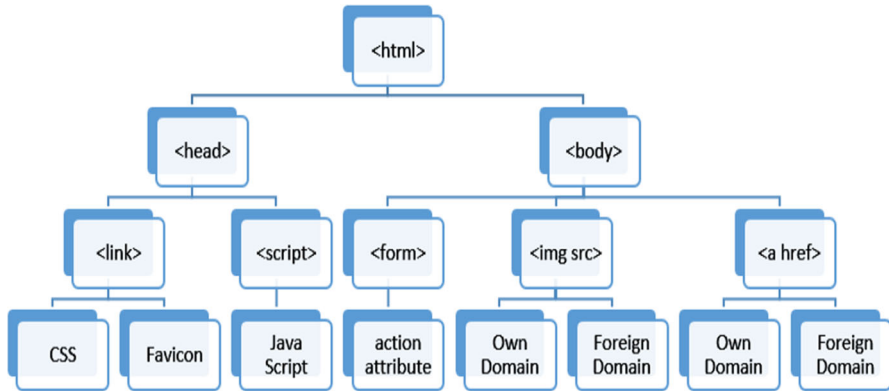 <html>
<head>
<body>
<link>
<script>
<form>
<img src>
<a href>
CSS
Favicon
Java
Script
action
attribute
Own
Domain
Foreign
Domain
Own
Domain
Foreign
Domain